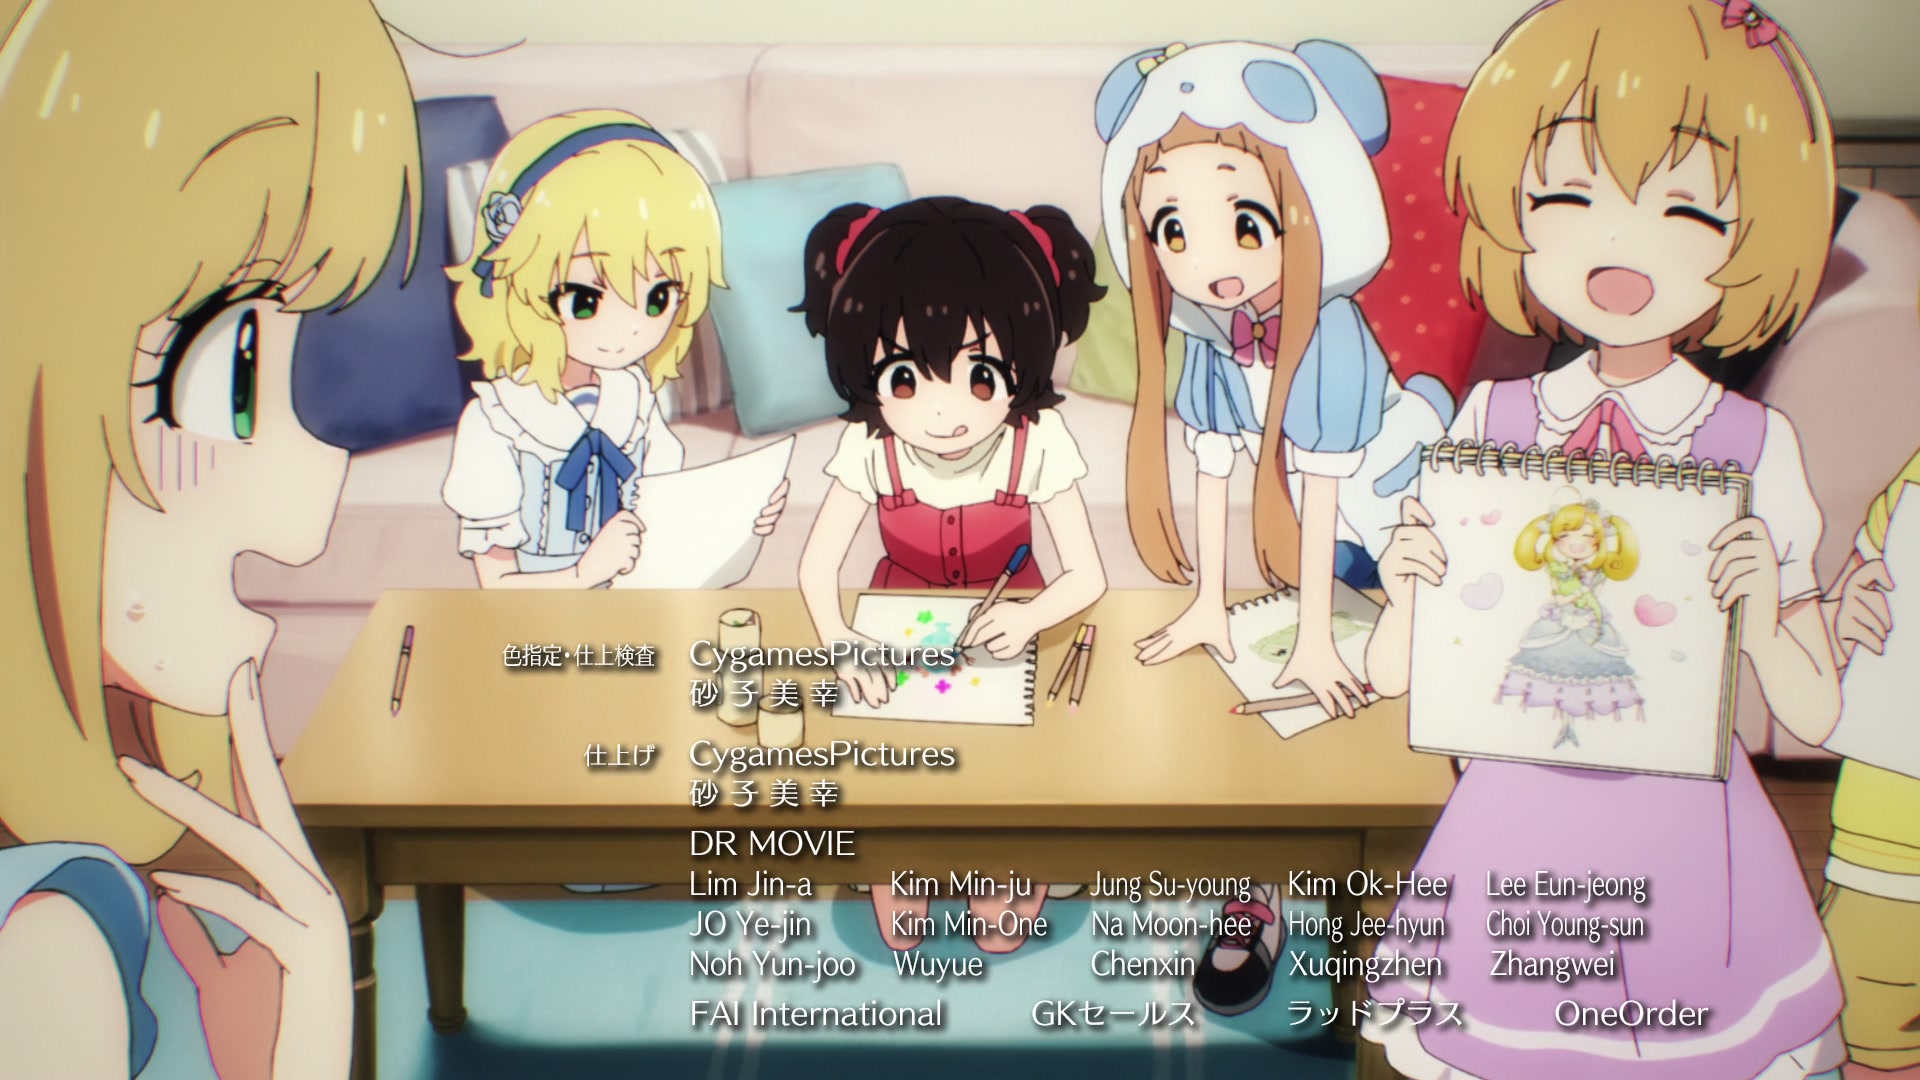 色指定・仕上検査 CygamesPictures
砂子美幸
仕上げ CygamesPictures
砂子美幸
DR MOVIE
Lim Jin-a Kim Min-ju Jung Su-young Kim Ok-Hee Lee Eun-jeong
JO Ye-jin Kim Min-One Na Moon-hee Hong Jee-hyun Choi Young-sun
Noh Yun-joo Wuyue Chenxin Xuqingzhen Zhangwei
FAI International GKセールス ラッドプラス OneOrder